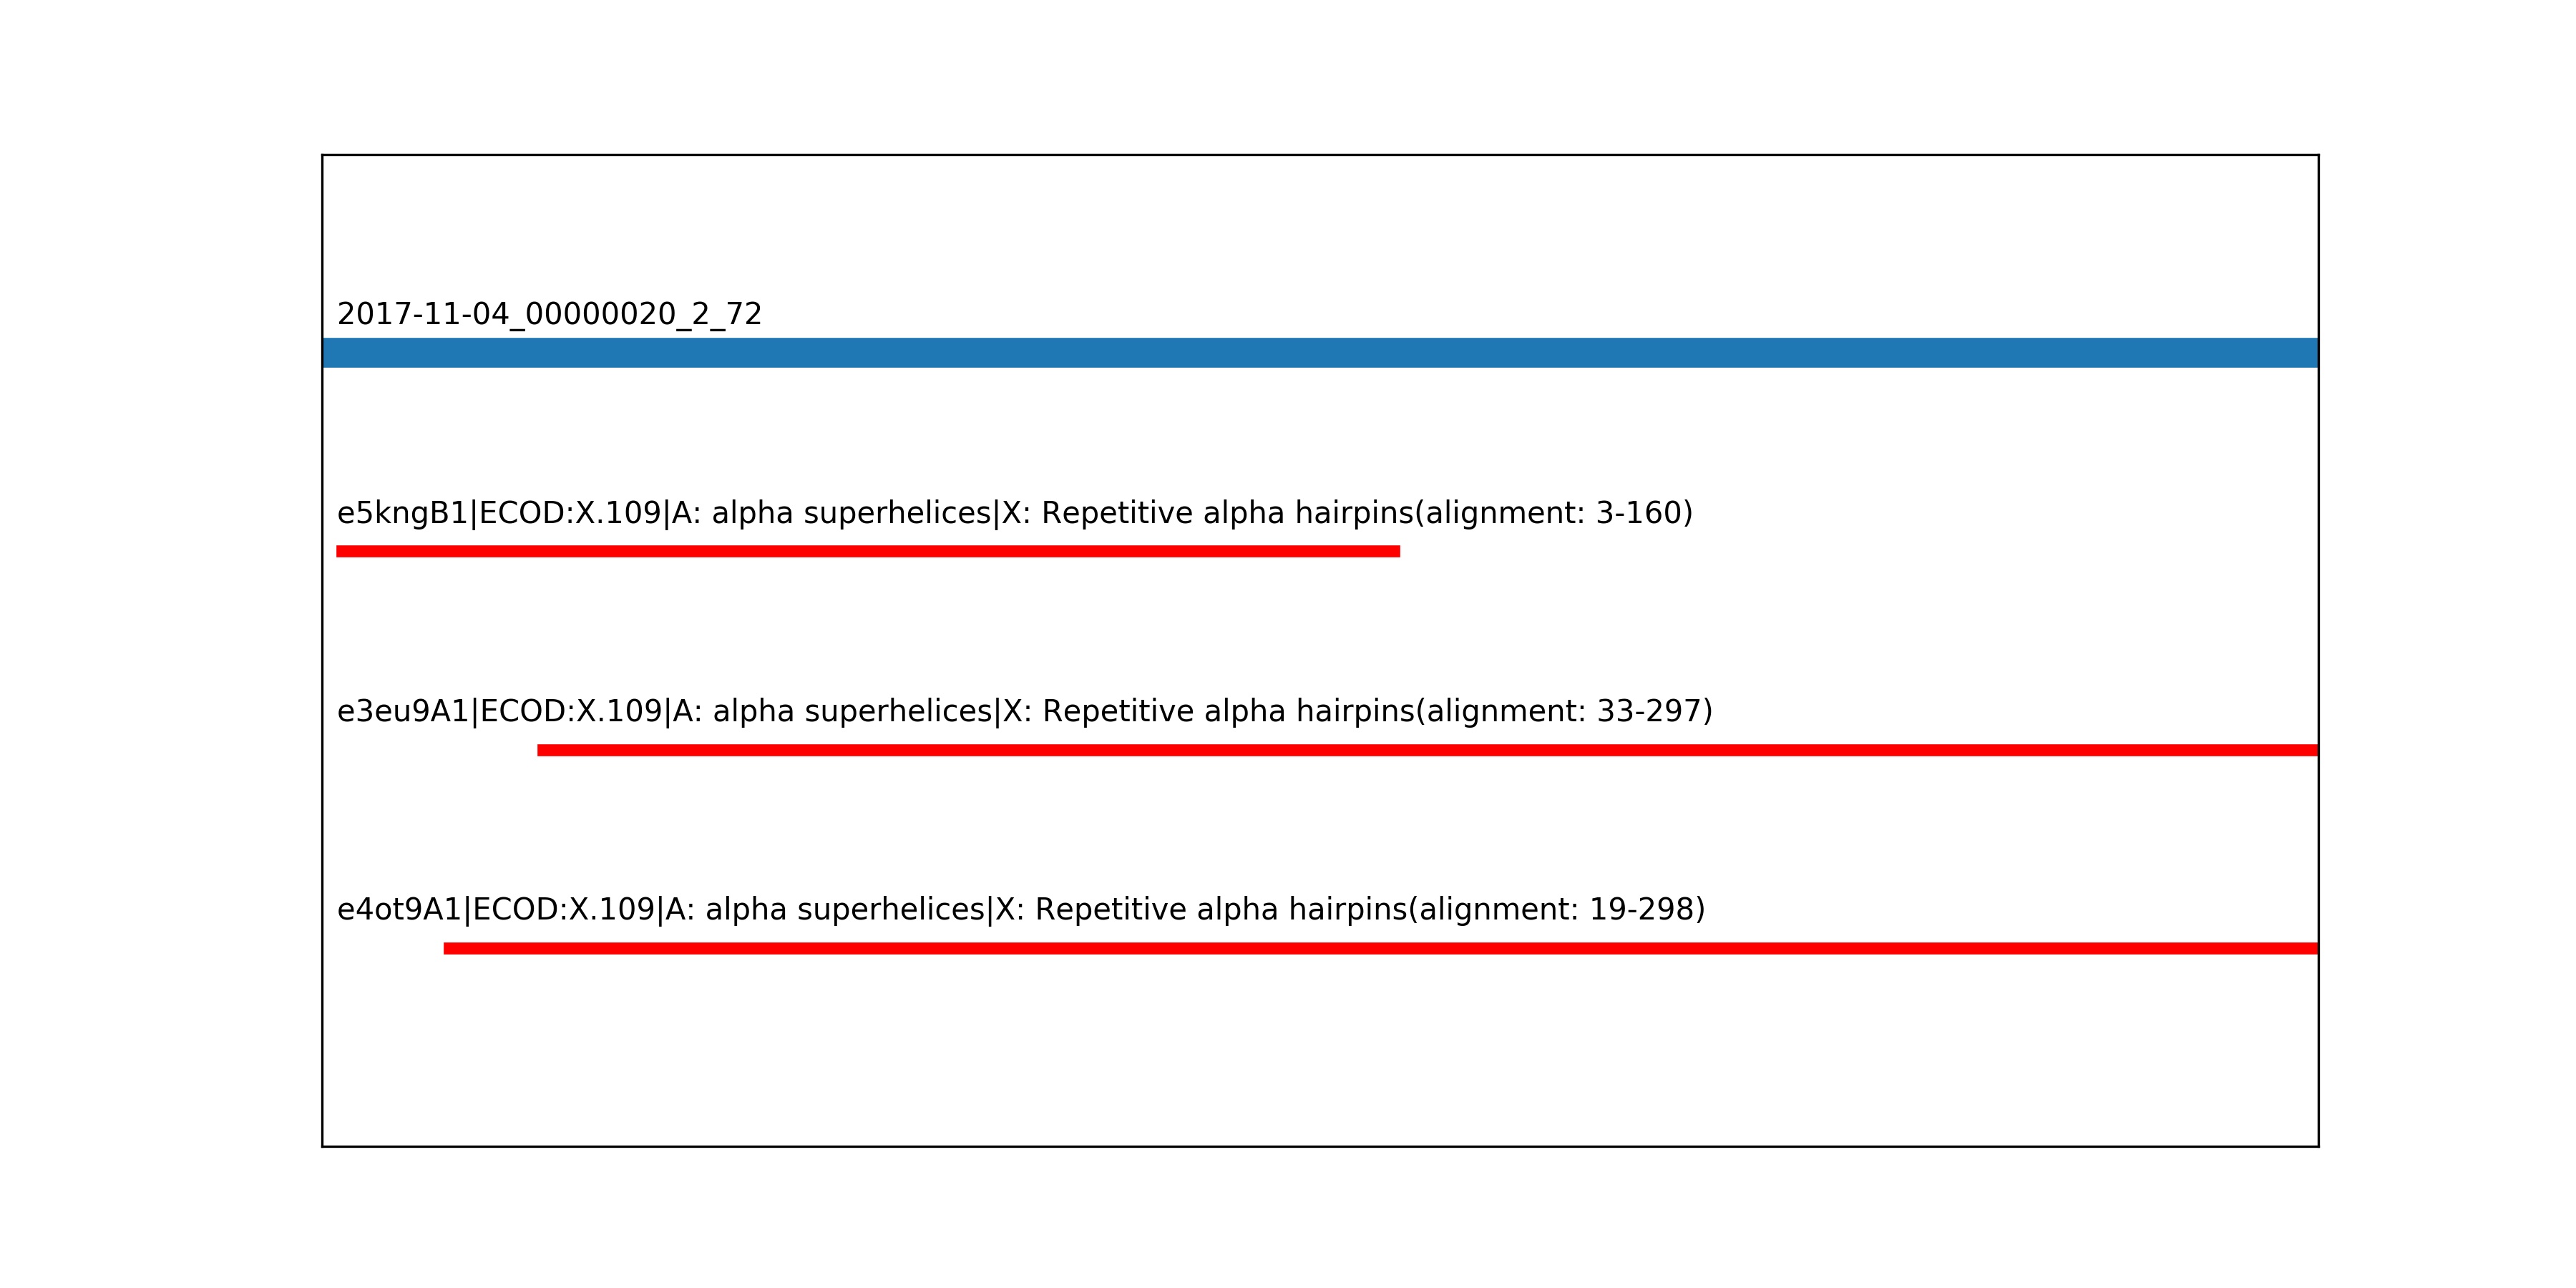 2017-11-04_00000020_2_72
e5kngB1|ECOD:X.109|A: alpha superhelices|X: Repetitive alpha hairpins(alignment: 3-160)
e3eu9A1|ECOD:X.109|A: alpha superhelices|X: Repetitive alpha hairpins(alignment: 33-297)
e4ot9A1|ECOD:X.109|A: alpha superhelices|X: Repetitive alpha hairpins(alignment: 19-298)